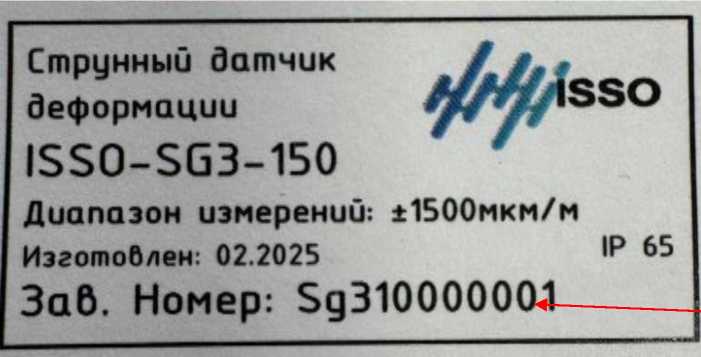 Струнный датчик
деформации
isso
ISSO-SG3-150
Диапазон измерений: ±1500мкм/м
Изготовлен: 02.2025
IP 65
Зав. Номер: Sg310000001